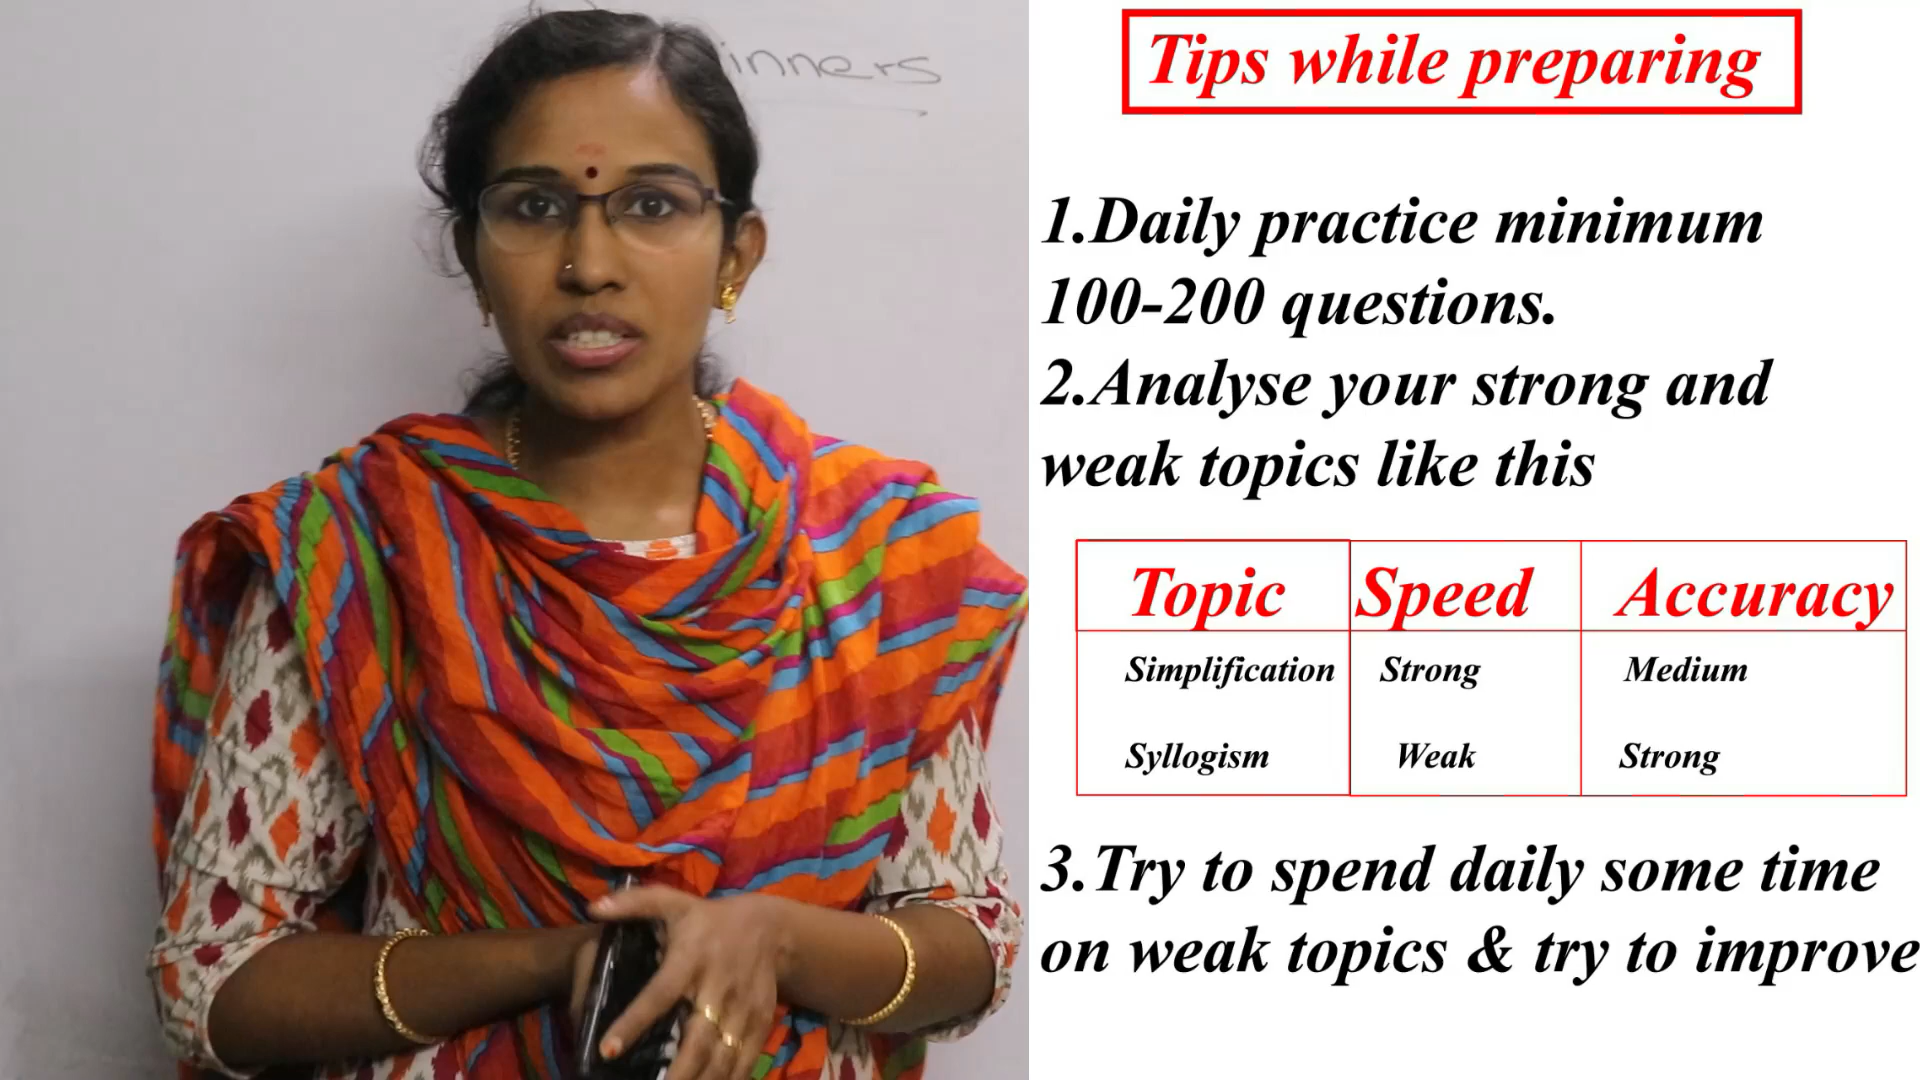 Tips while preparing
1.Daily practice minimum
100-200 questions.
2.Analyse your strong and
weak topics like this
Topic Speed Accuracy
Simplification Strong Medium
Syllogism Weak Strong
3.Try to spend daily some time
on weak topics & try to improve